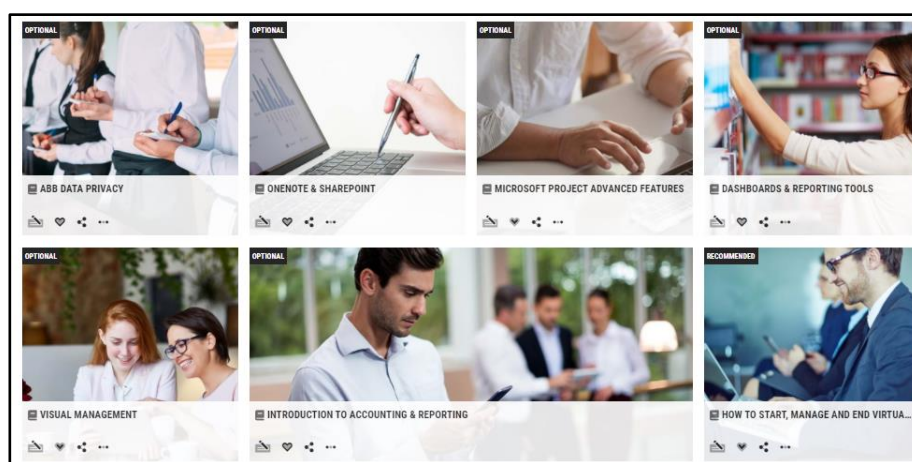 OPTIONAL
OPTIONAL
OPTIONAL
OPTIONAL
ABB DATA PRIVACY
ONENOTE & SHAREPOINT
MICROSOFT PROJECT ADVANCED FEATURES
DASHBOARDS & REPORTING TOOLS
OPTIONAL
OPTIONAL
RECOMMENDED
VISUAL MANAGEMENT
INTRODUCTION TO ACCOUNTING & REPORTING
HOW TO START, MANAGE AND END VIRTUA...